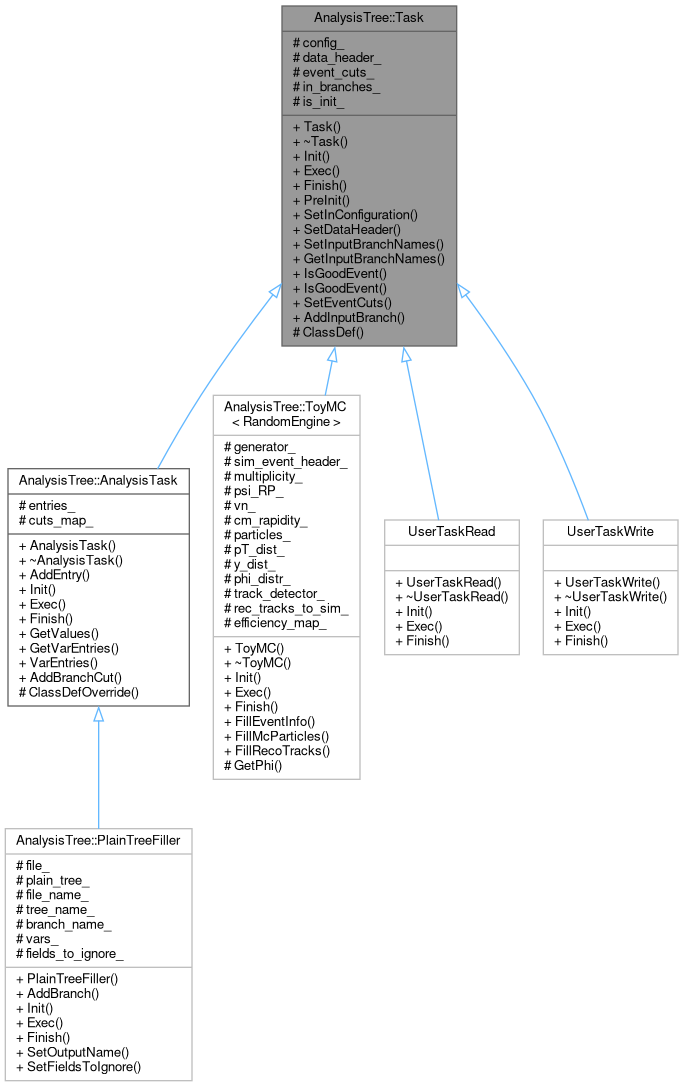 AnalysisTree::Task
# config_
# data_header_
# event_cuts_
# in_branches_
# is_init_
+ Task()
+ ~Task()
+ Init()
+ Exec()
+ Finish()
+ PreInit()
+ SetInConfiguration()
+ SetDataHeader()
+ SetInputBranchNames()
+ GetInputBranchNames()
+ IsGoodEvent()
+ IsGoodEvent()
+ SetEventCuts()
+ AddInputBranch()
# ClassDef()
AnalysisTree::AnalysisTask
# entries_
# cuts_map_
+ AnalysisTask()
+ ~AnalysisTask()
+ AddEntry()
+ Init()
+ Exec()
+ Finish()
+ GetValues()
+ GetVarEntries()
+ VarEntries()
+ AddBranchCut()
# ClassDefOverride()
AnalysisTree::ToyMC
< RandomEngine >
# generator_
# sim_event_header_
# multiplicity_
# psi_RP_
# vn_
# cm_rapidity_
# particles_
# pT_dist_
# y_dist_
# phi_distr_
# track_detector_
# rec_tracks_to_sim_
# efficiency_map_
+ ToyMC()
+ ~ToyMC()
+ Init()
+ Exec()
+ Finish()
+ FillEventInfo()
+ FillMcParticles()
+ FillRecoTracks()
# GetPhi()
UserTaskRead
+ UserTaskRead()
+ ~UserTaskRead()
+ Init()
+ Exec()
+ Finish()
UserTaskWrite
+ UserTaskWrite()
+ ~UserTaskWrite()
+ Init()
+ Exec()
+ Finish()
AnalysisTree::PlainTreeFiller
# file_
# plain_tree_
# file_name_
# tree_name_
# branch_name_
# vars_
# fields_to_ignore_
+ PlainTreeFiller()
+ AddBranch()
+ Init()
+ Exec()
+ Finish()
+ SetOutputName()
+ SetFieldsToIgnore()